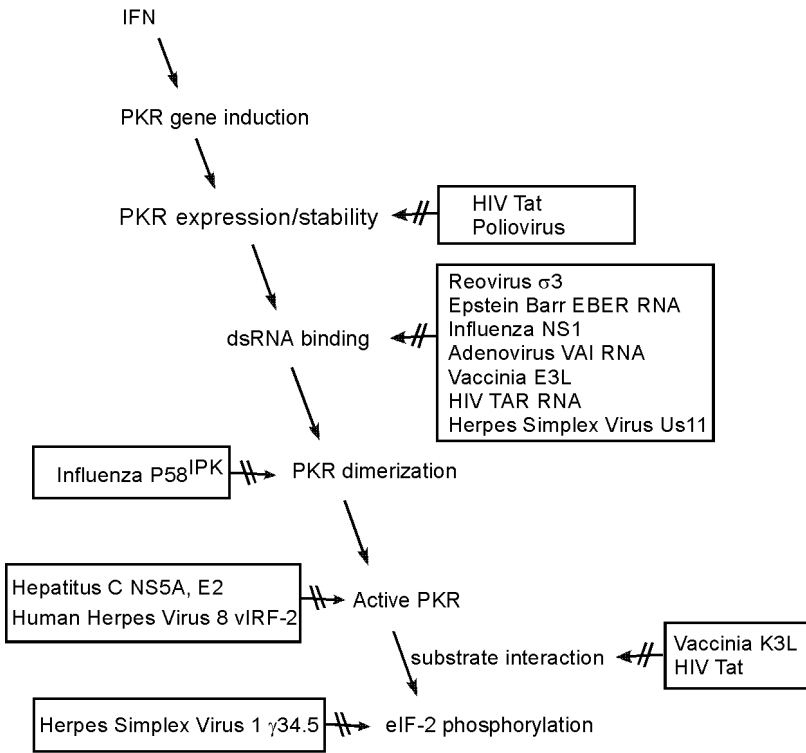 IFN
PKR gene induction
PKR expression/stability
HIV Tat
Poliovirus
Reovirus σ3
Epstein Barr EBER RNA
Influenza NS1
Adenovirus VAI RNA
Vaccinia E3L
HIV TAR RNA
Herpes Simplex Virus Us11
dsRNA binding
Influenza P58IPK
PKR dimerization
Hepatitus C NS5A, E2
Human Herpes Virus 8 vIRF-2
Active PKR
substrate interaction
Vaccinia K3L
HIV Tat
Herpes Simplex Virus 1 γ34.5
eIF-2 phosphorylation